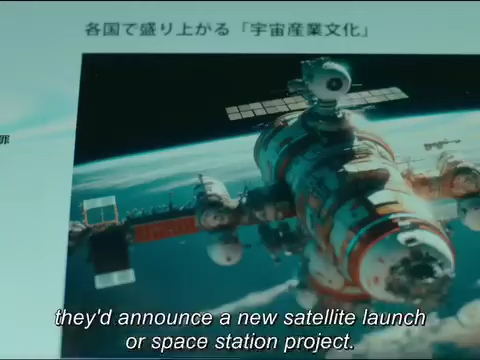 各国で盛り上がる「宇宙産業文化」
罪
they'd announce a new satellite launch
or space station project.